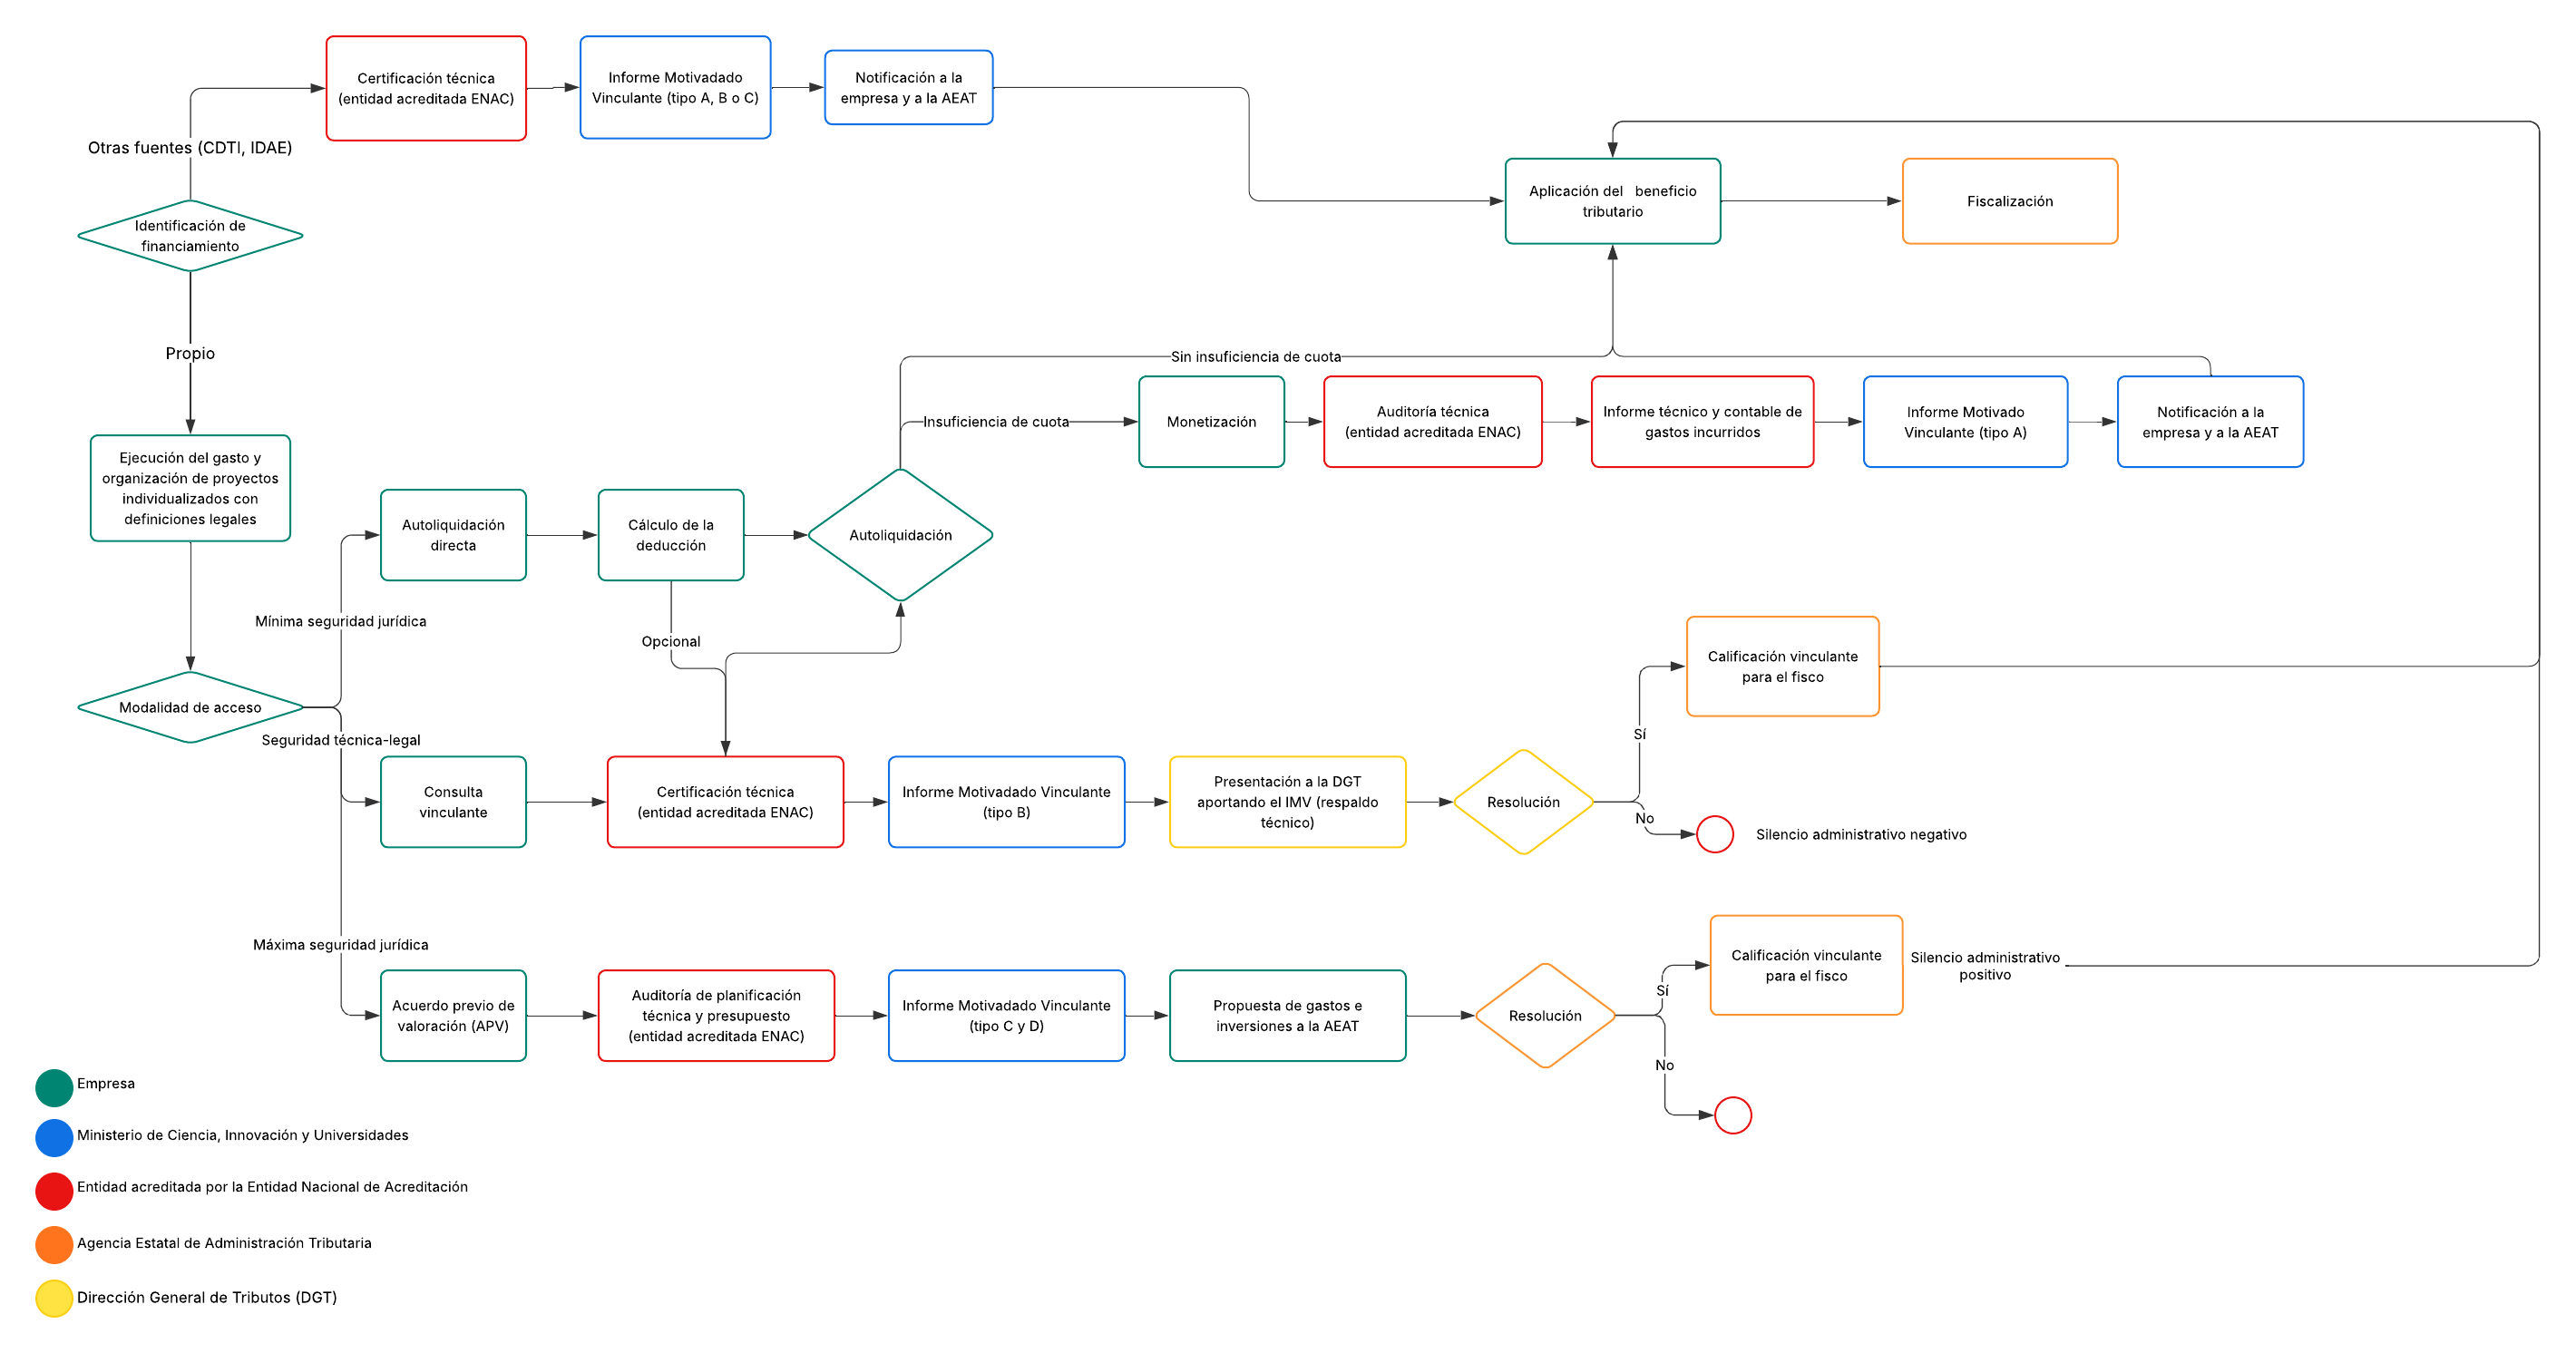 Certificación técnica
(entidad acreditada ENAC)
Informe Motivadado
Vinculante (tipo A, B o C)
Notificación a la
empresa y a la AEAT
Otras fuentes (CDTI, IDAE)
Identificación de
financiamiento
Aplicación del beneficio
tributario
Fiscalización
Propio
Sin insuficiencia de cuota
Insuficiencia de cuota
Monetización
Auditoría técnica
(entidad acreditada ENAC)
Informe técnico y contable de
gastos incurridos
Informe Motivado
Vinculante (tipo A)
Notificación a la
empresa y a la AEAT
Ejecución del gasto y
organización de proyectos
individualizados con
definiciones legales
Autoliquidación
directa
Cálculo de la
deducción
Autoliquidación
Mínima seguridad jurídica
Opcional
Modalidad de acceso
Seguridad técnica-legal
Calificación vinculante
para el fisco
Sí
Consulta
vinculante
Certificación técnica
(entidad acreditada ENAC)
Informe Motivadado Vinculante
(tipo B)
Presentación a la DGT
aportando el IMV (respaldo
técnico)
Resolución
No
Silencio administrativo negativo
Máxima seguridad jurídica
Calificación vinculante
para el fisco
Silencio administrativo
positivo
Sí
Acuerdo previo de
valoración (APV)
Auditoría de planificación
técnica y presupuesto
(entidad acreditada ENAC)
Informe Motivadado Vinculante
(tipo C y D)
Propuesta de gastos e
inversiones a la AEAT
Resolución
No
Empresa
Ministerio de Ciencia, Innovación y Universidades
Entidad acreditada por la Entidad Nacional de Acreditación
Agencia Estatal de Administración Tributaria
Dirección General de Tributos (DGT)